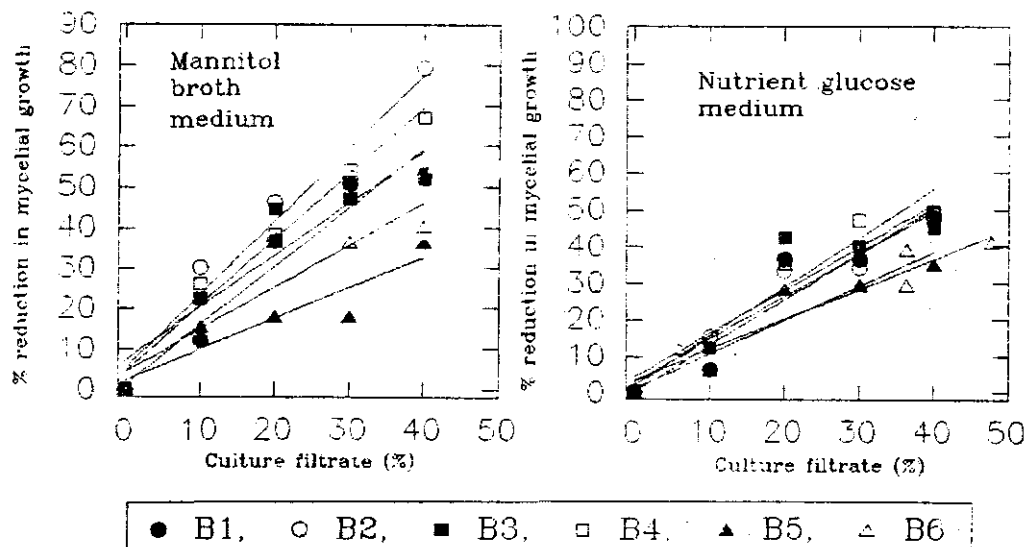 90
80
70
60
50
40
30
20
10
0
% reduction in mycelial growth
Mannitol
broth
medium
0 10 20 30 40 50
Culture filtrate (%)
100
90
80
70
60
50
40
30
20
10
0
% reduction in mycelial growth
Nutrient glucose
medium
0 10 20 30 40 50
Culture filtrate (%)
B1, B2, B3, B4, B5, B6